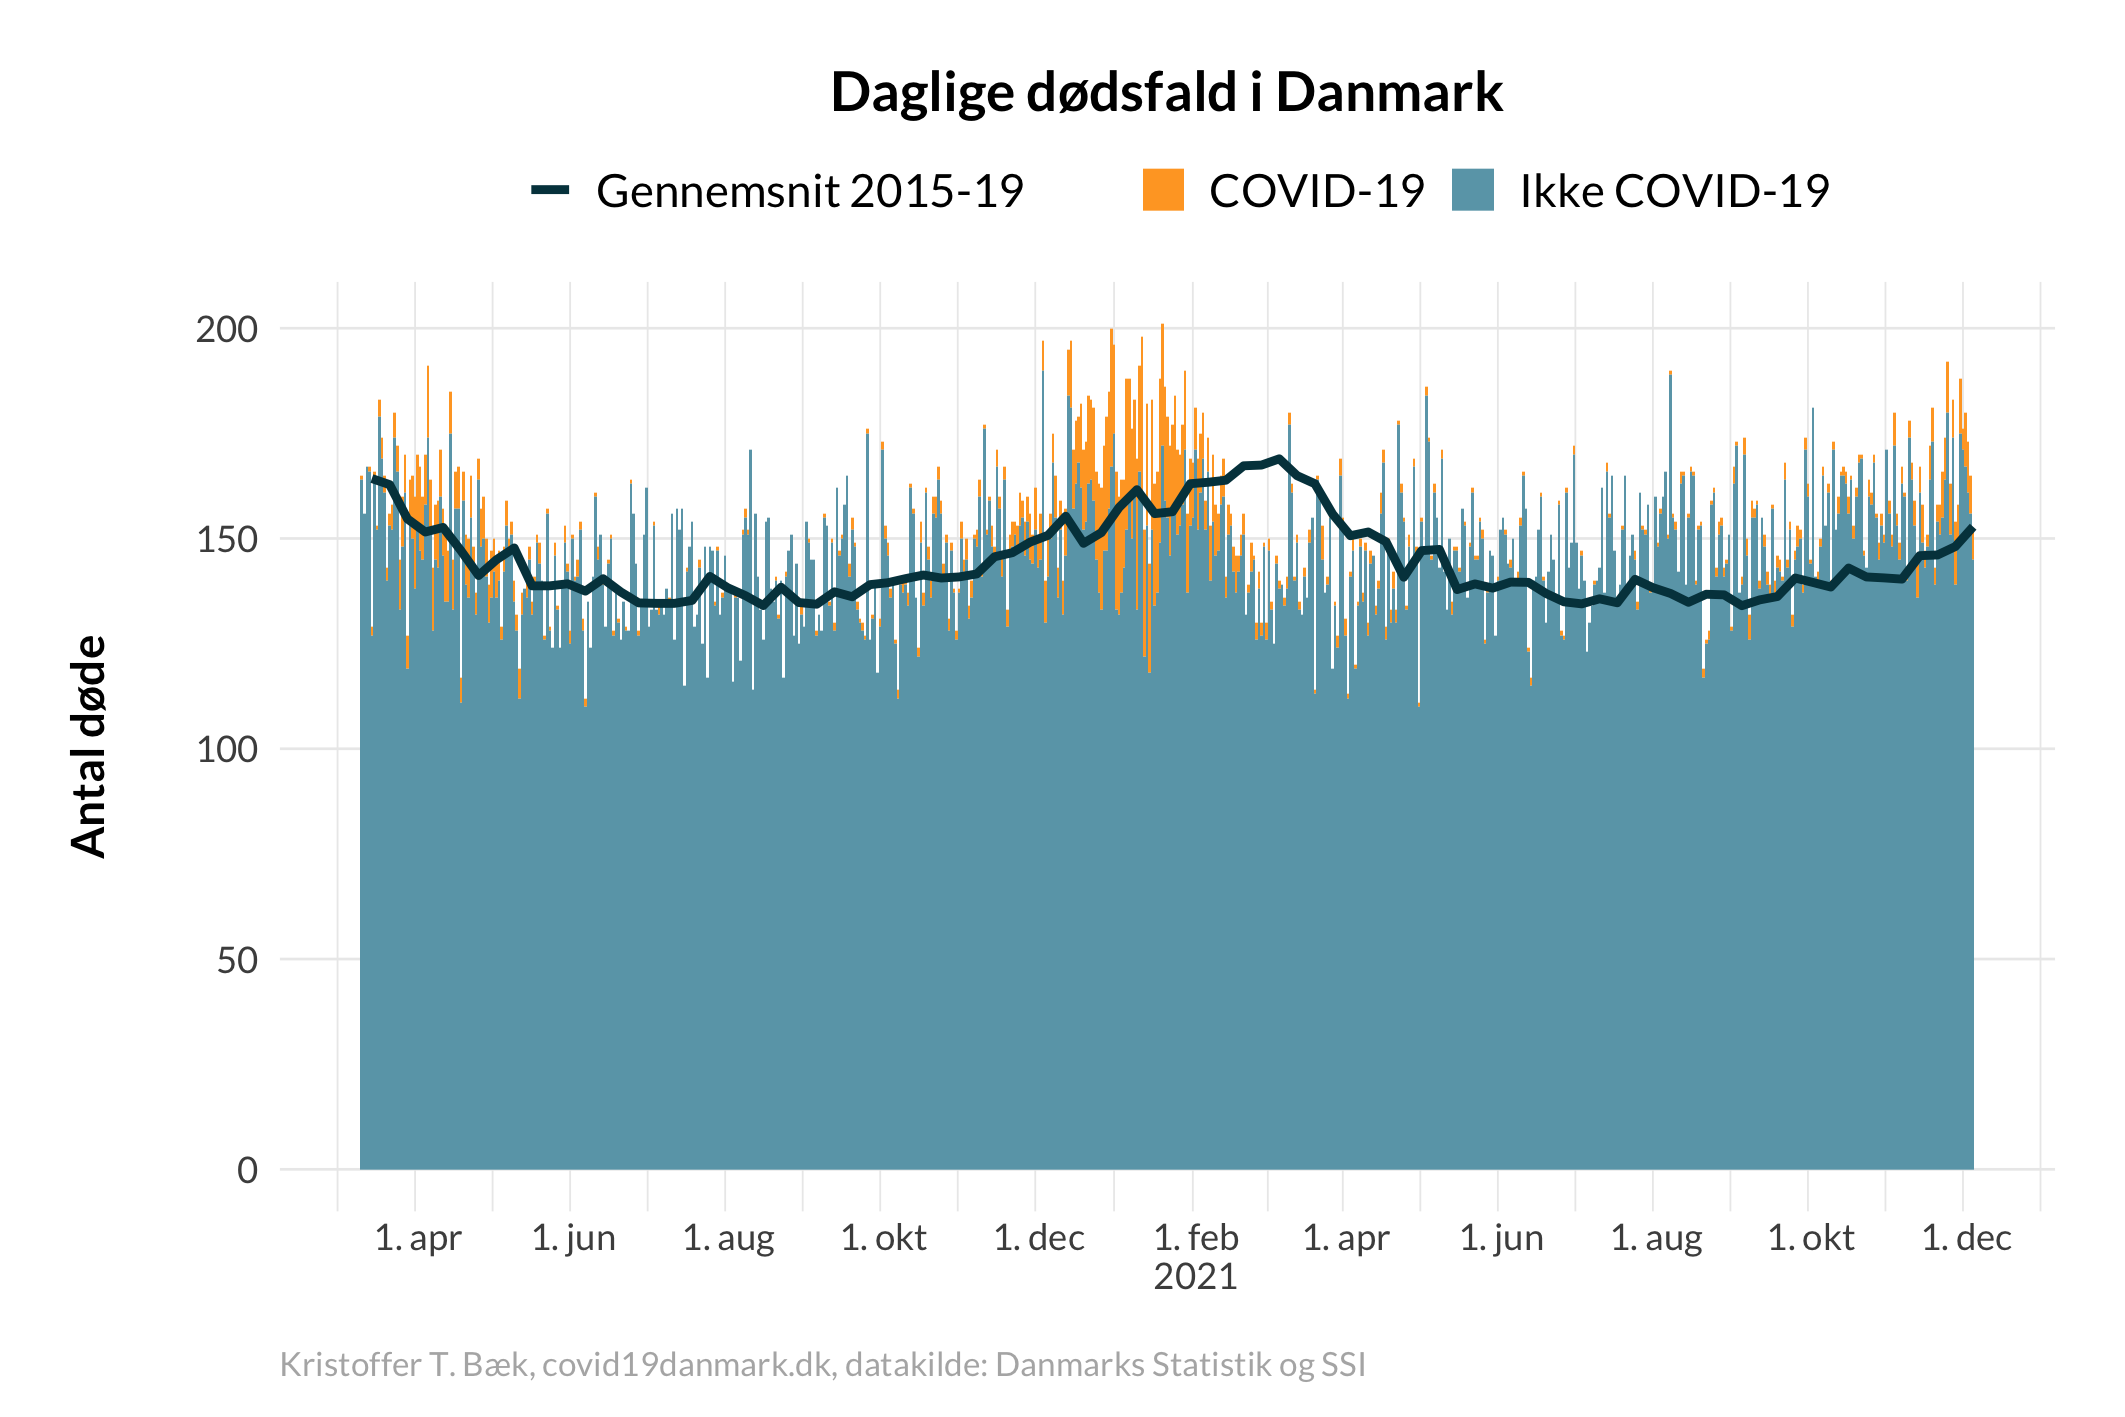 Daglige dødsfald i Danmark
Gennemsnit 2015-19 COVID-19 Ikke COVID-19
Antal døde
200
150
100
50
0
1. apr 1. jun 1. aug 1. okt 1. dec 1. feb 1. apr 1. jun 1. aug 1. okt 1. dec
2021
Kristoffer T. Bæk, covid19danmark.dk, datakilde: Danmarks Statistik og SSI